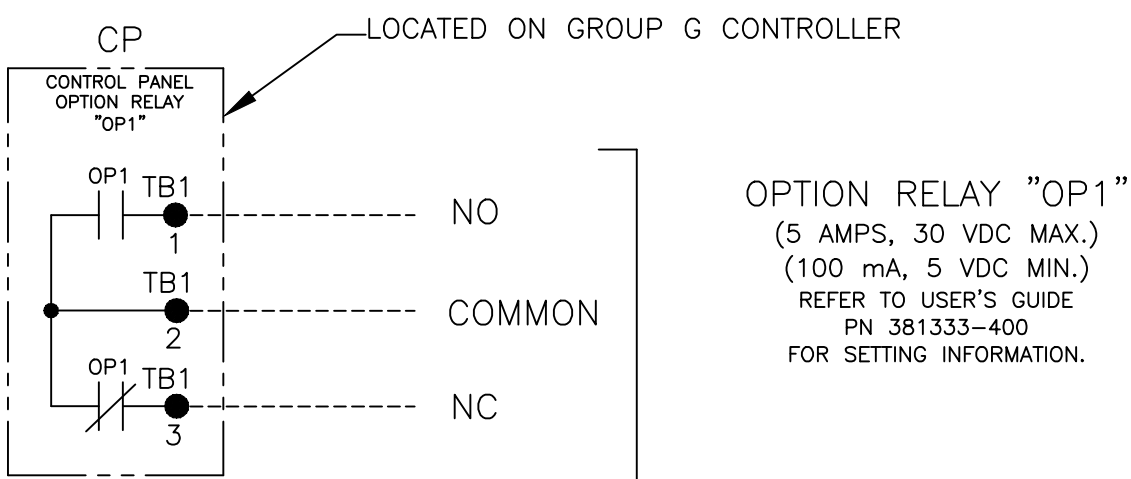 LOCATED ON GROUP G CONTROLLER
CP
CONTROL PANEL
OPTION RELAY
"OP1"
OP1
TB1
1
NO
TB1
2
COMMON
OP1
TB1
3
NC
OPTION RELAY "OP1"
(5 AMPS, 30 VDC MAX.)
(100 mA, 5 VDC MIN.)
REFER TO USER'S GUIDE
PN 381333-400
FOR SETTING INFORMATION.